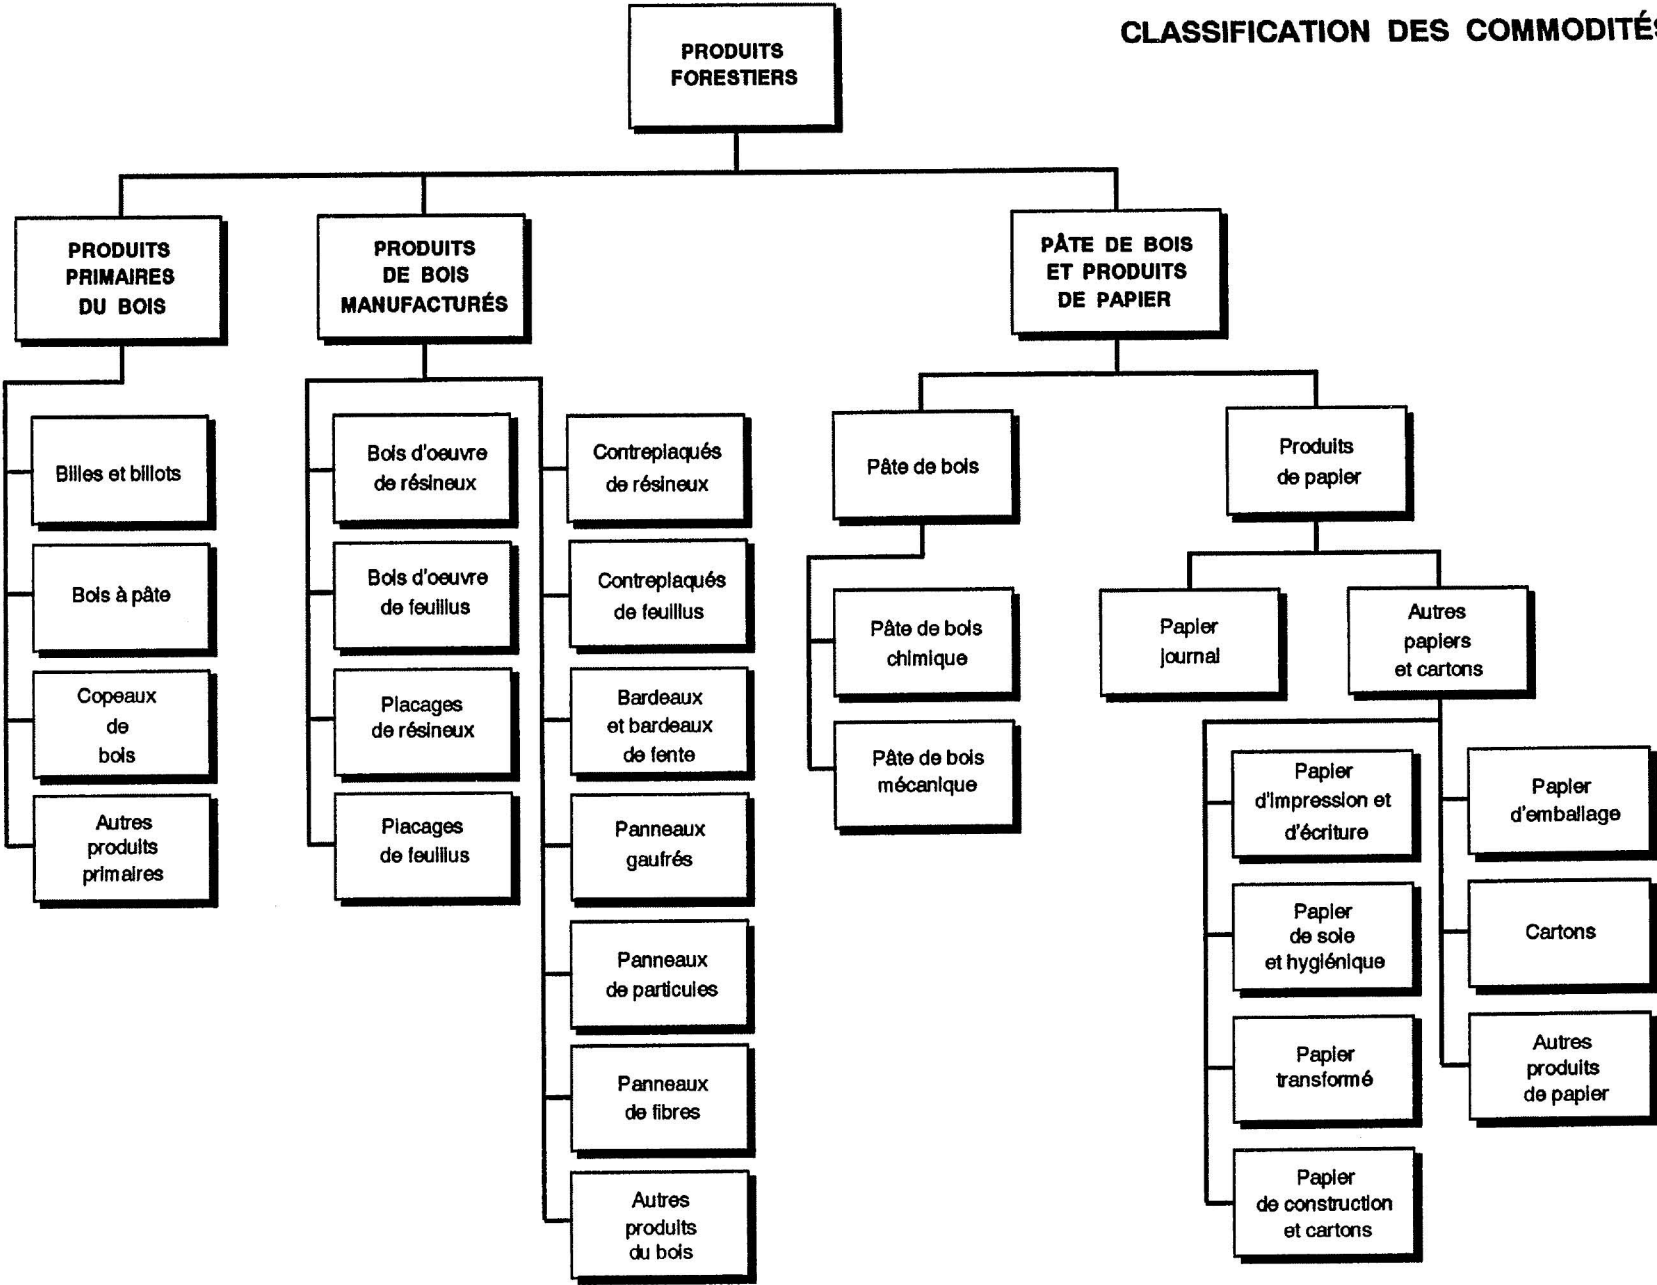 CLASSIFICATION DES COMMODITÉS
PRODUITS
FORESTIERS
PRODUITS
PRIMAIRES
DU BOIS
PRODUITS
DE BOIS
MANUFACTURÉS
PÂTE DE BOIS
ET PRODUITS
DE PAPIER
Billes et billots
Bois à pâte
Copeaux
de
bois
Autres
produits
primaires
Bois d'oeuvre
de résineux
Bois d'oeuvre
de feuillus
Placages
de résineux
Placages
de feuillus
Contreplaqués
de résineux
Contreplaqués
de feuillus
Bardeaux
et bardeaux
de fente
Panneaux
gaufrés
Panneaux
de particules
Panneaux
de fibres
Autres
produits
du bois
Pâte de bois
Pâte de bois
chimique
Pâte de bois
mécanique
Produits
de papier
Papier
journal
Autres
papiers
et cartons
Papier
d'impression et
d'écriture
Papier
de soie
et hygiénique
Papier
transformé
Papier
de construction
et cartons
Papier
d'emballage
Cartons
Autres
produits
de papier